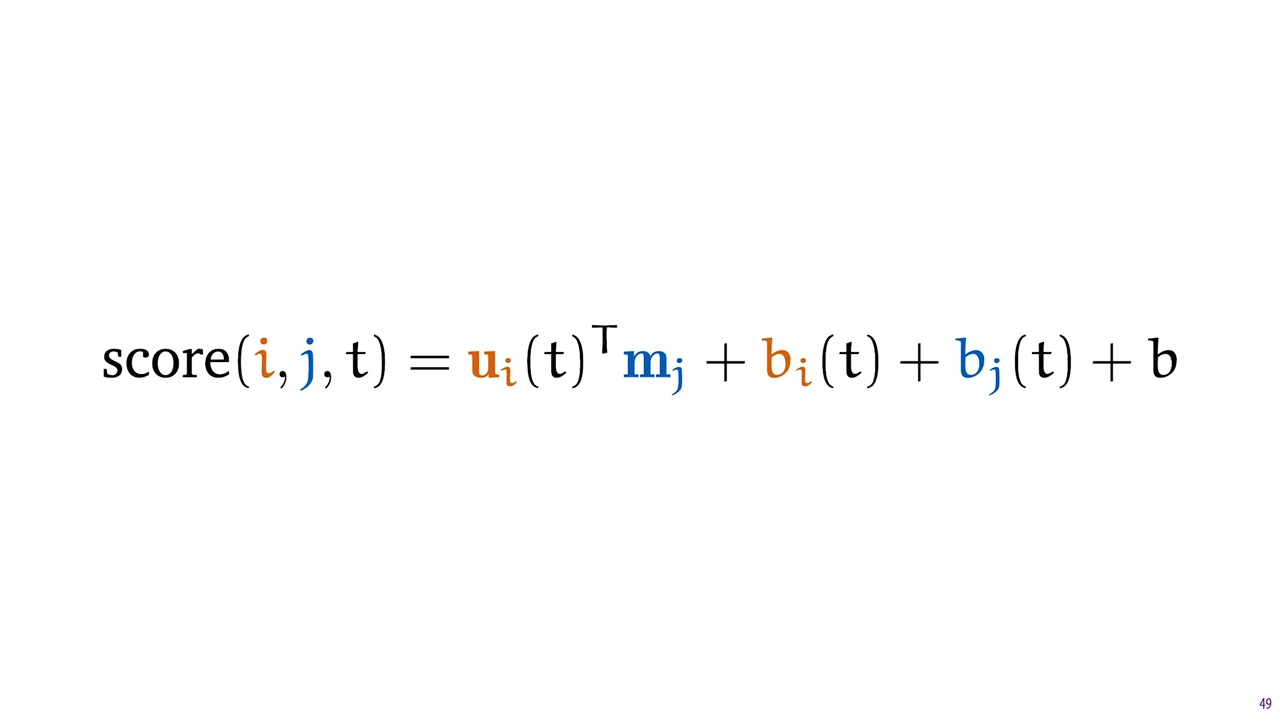 score(i, j, t) = uᵢ(t)ᵀmⱼ + bᵢ(t) + bⱼ(t) + b
49